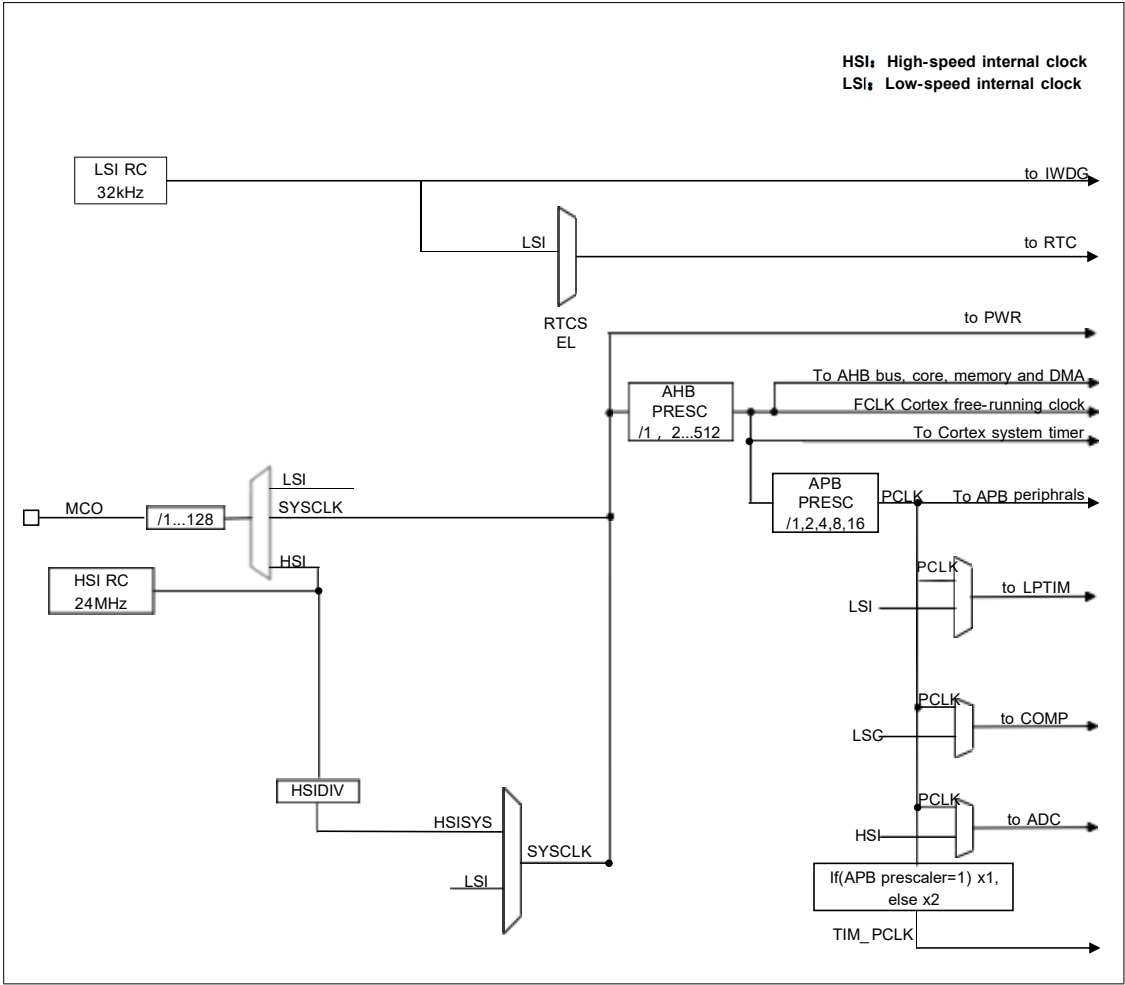 HSI: High-speed internal clock
LSI: Low-speed internal clock
LSI RC
32kHz
to IWDG
LSI
to RTC
RTCS
EL
to PWR
To AHB bus, core, memory and DMA
AHB
PRESC
/1 , 2...512
FCLK Cortex free-running clock
To Cortex system timer
LSI
APB
PRESC
/1,2,4,8,16
PCLK
To APB periphrals
MCO
/1...128
SYSCLK
HSI
HSI RC
24MHz
PCLK
to LPTIM
LSI
PCLK
to COMP
LSC
HSIDIV
PCLK
to ADC
HSISYS
HSI
SYSCLK
LSI
If(APB prescaler=1) x1,
else x2
TIM_PCLK